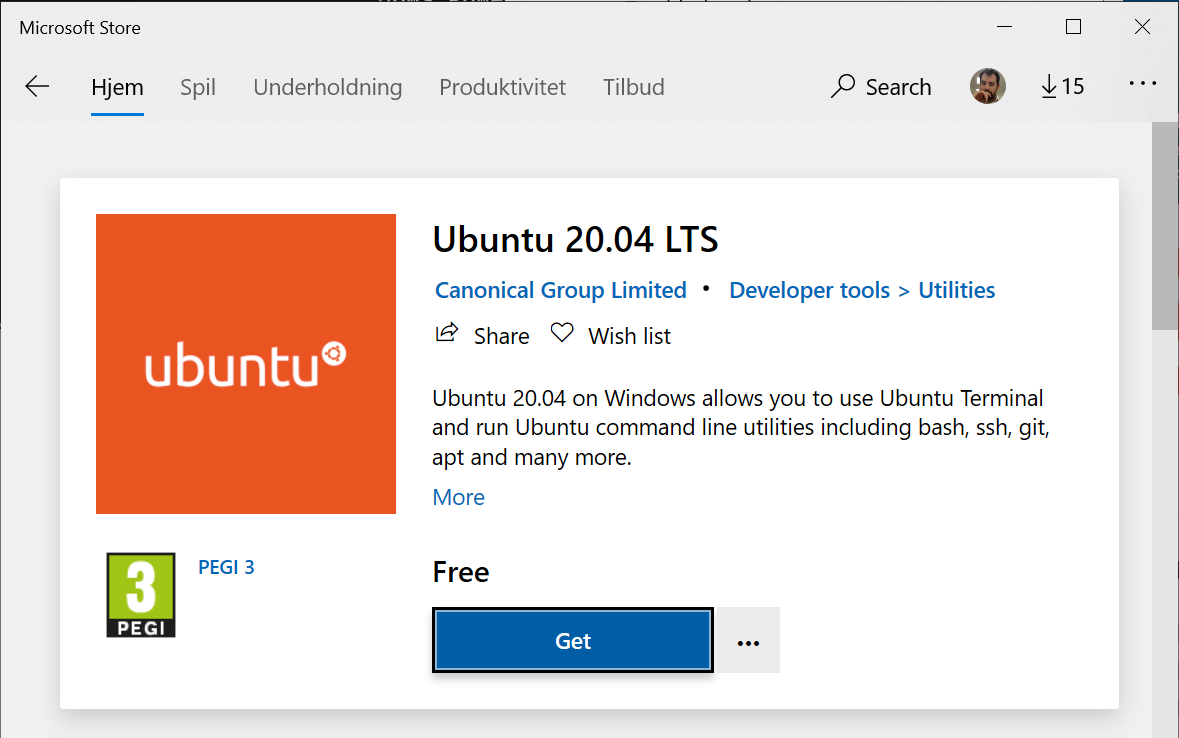 Microsoft Store
Hjem Spil Underholdning Produktivitet Tilbud Search 15
Ubuntu 20.04 LTS
Canonical Group Limited • Developer tools > Utilities
Share Wish list
ubuntu
Ubuntu 20.04 on Windows allows you to use Ubuntu Terminal
and run Ubuntu command line utilities including bash, ssh, git,
apt and many more.
More
3
PEGI
PEGI 3
Free
Get